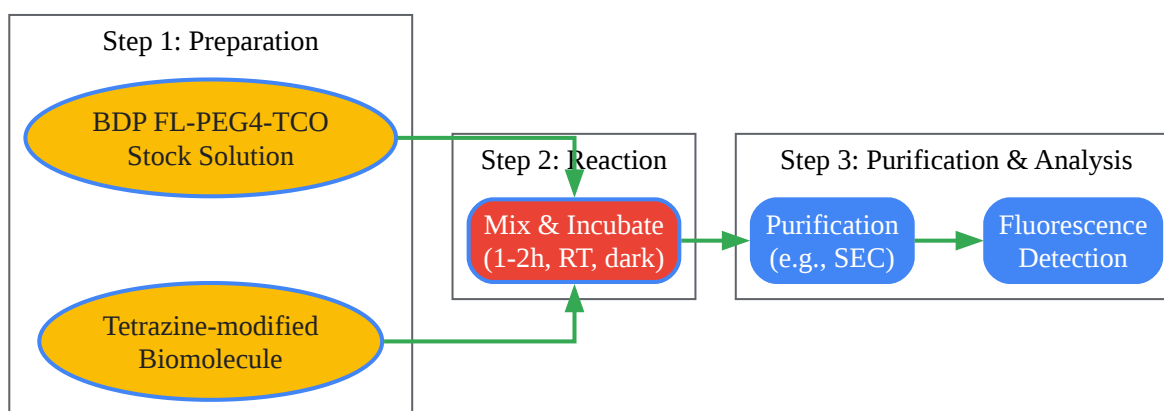 Step 1: Preparation
BDP FL-PEG4-TCO
Stock Solution
Tetrazine-modified
Biomolecule
Step 2: Reaction
Mix & Incubate
(1-2h, RT, dark)
Step 3: Purification & Analysis
Purification
(e.g., SEC)
Fluorescence
Detection